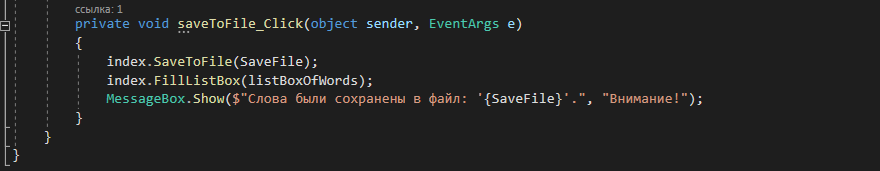 ссылка: 1
private void saveToFile_Click(object sender, EventArgs e)
{
index.SaveToFile(SaveFile);
index.FillListBox(listBoxOfWords);
MessageBox.Show($"Слова были сохранены в файл: '{SaveFile}'.", "Внимание!");
}
}
}